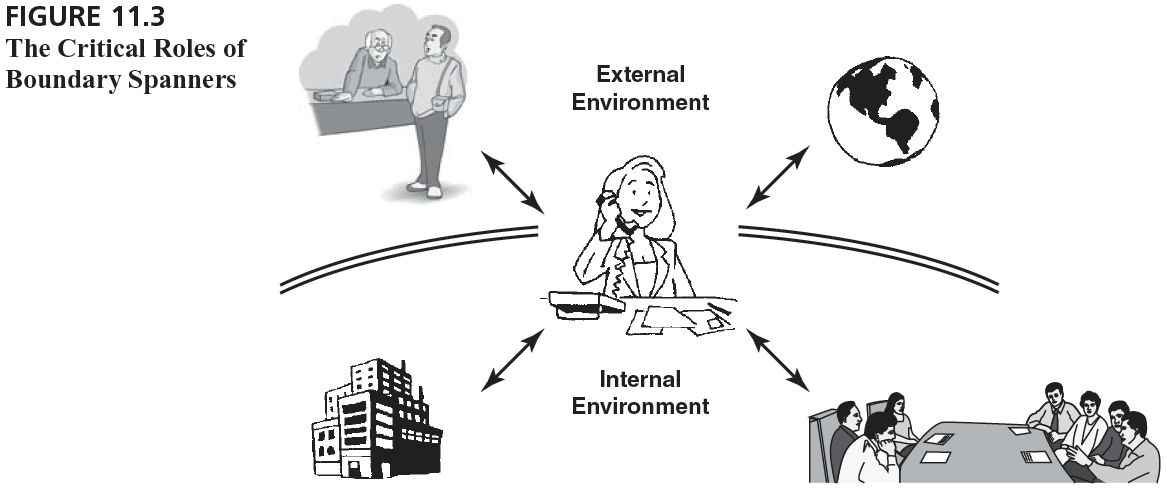 FIGURE 11.3
The Critical Roles of
Boundary Spanners
External
Environment
Internal
Environment